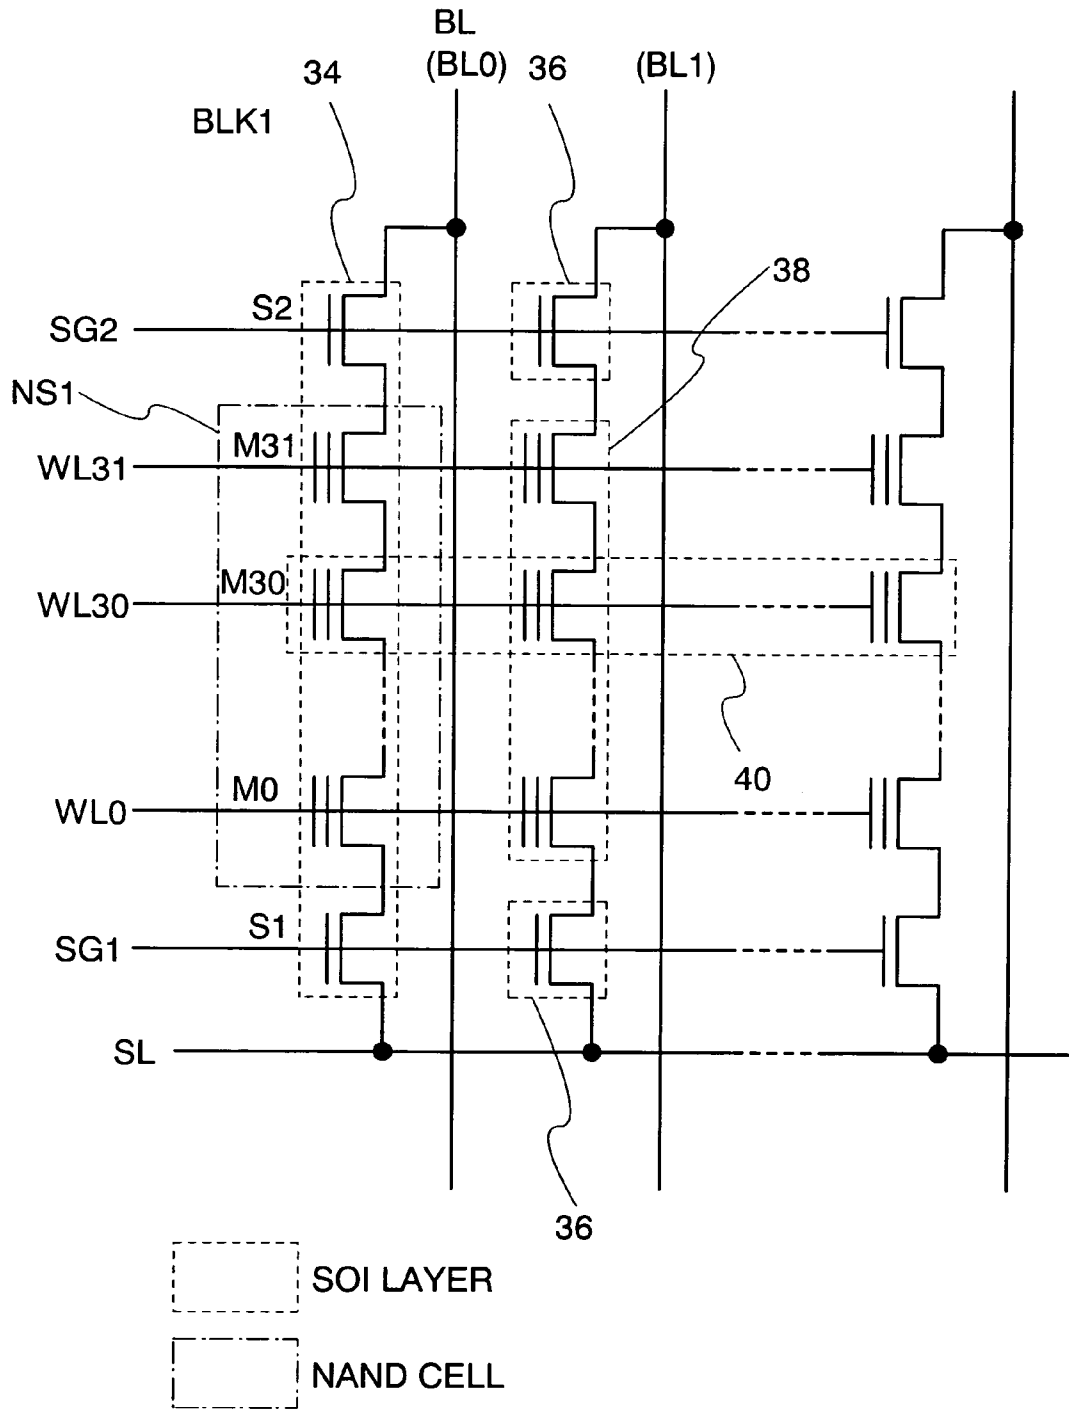 BL
34
(BL0)
36
(BL1)
BLK1
38
S2
SG2
NS1
M31
WL31
M30
WL30
40
M0
WL0
S1
SG1
SL
36
SOI LAYER
NAND CELL